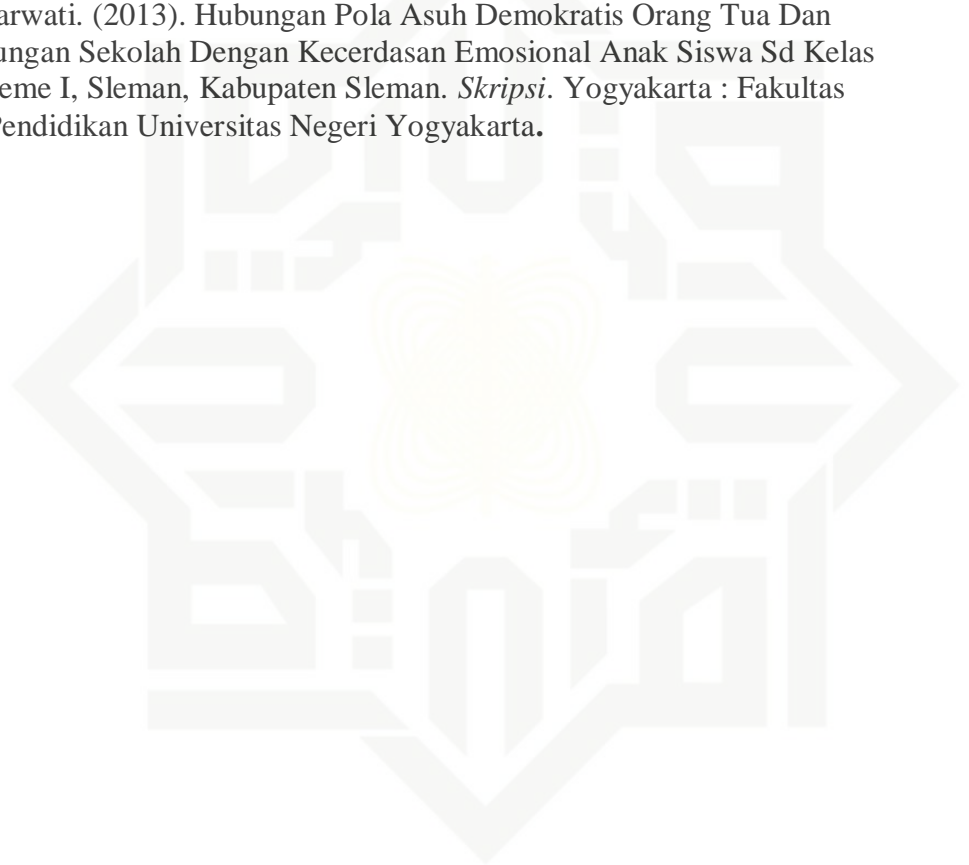 arwati. (2013). Hubungan Pola Asuh Demokratis Orang Tua Dan
ungan Sekolah Dengan Kecerdasan Emosional Anak Siswa Sd Kelas
eme I, Sleman, Kabupaten Sleman. Skripsi. Yogyakarta : Fakultas
Pendidikan Universitas Negeri Yogyakarta.